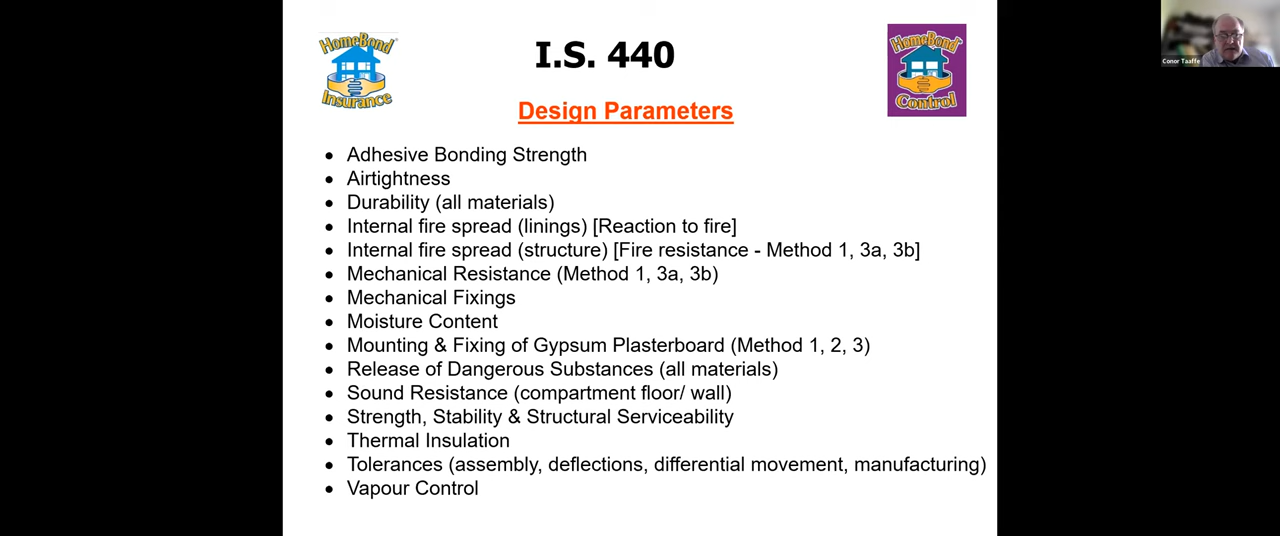 HomeBond
Insurance
I.S. 440
HomeBond
Control
Conor Taaffe
Design Parameters
• Adhesive Bonding Strength
• Airtightness
• Durability (all materials)
• Internal fire spread (linings) [Reaction to fire]
• Internal fire spread (structure) [Fire resistance - Method 1, 3a, 3b]
• Mechanical Resistance (Method 1, 3a, 3b)
• Mechanical Fixings
• Moisture Content
• Mounting & Fixing of Gypsum Plasterboard (Method 1, 2, 3)
• Release of Dangerous Substances (all materials)
• Sound Resistance (compartment floor/ wall)
• Strength, Stability & Structural Serviceability
• Thermal Insulation
• Tolerances (assembly, deflections, differential movement, manufacturing)
• Vapour Control